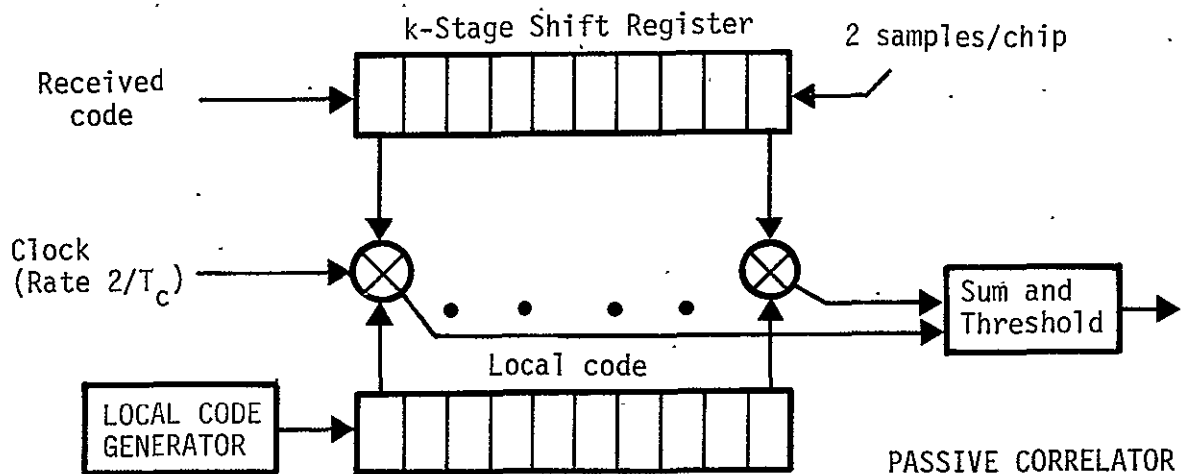 k-Stage Shift Register
2 samples/chip
Received
code
Clock
(Rate 2/T_c)
Sum and
Threshold
Local code
LOCAL CODE
GENERATOR
PASSIVE CORRELATOR